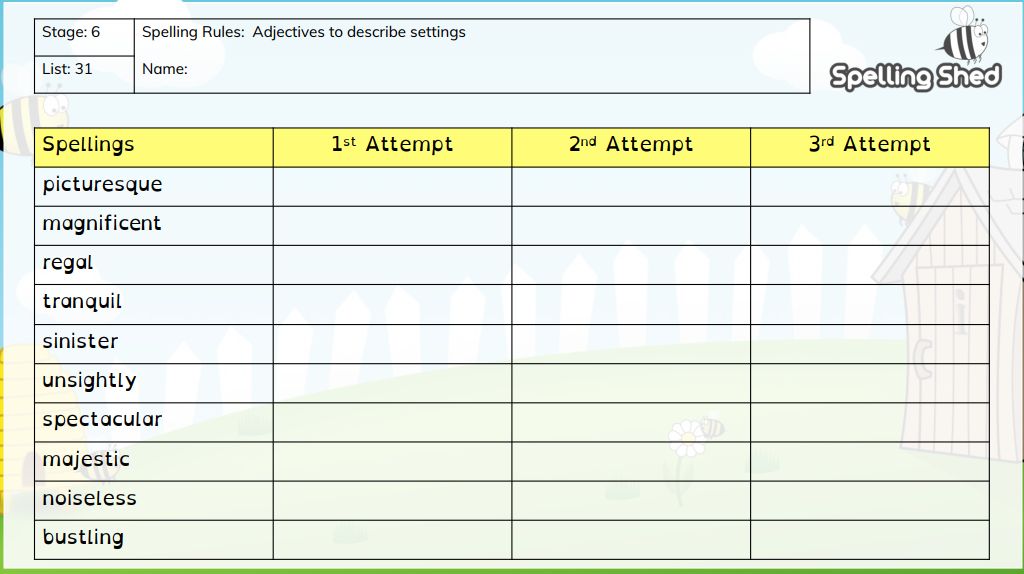 Stage: 6
Spelling Rules: Adjectives to describe settings
List: 31
Name:
Spelling Shed
Spellings 1st Attempt 2nd Attempt 3rd Attempt
picturesque
magnificent
regal
tranquil
sinister
unsightly
spectacular
majestic
noiseless
bustling